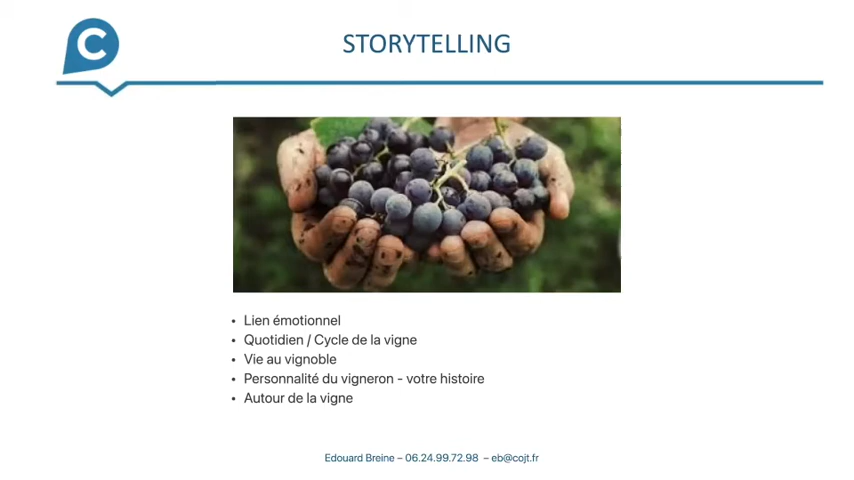 C
STORYTELLING
• Lien émotionnel
• Quotidien / Cycle de la vigne
• Vie au vignoble
• Personnalité du vigneron - votre histoire
• Autour de la vigne
Edouard Breine – 06.24.99.72.98 – eb@cojt.fr